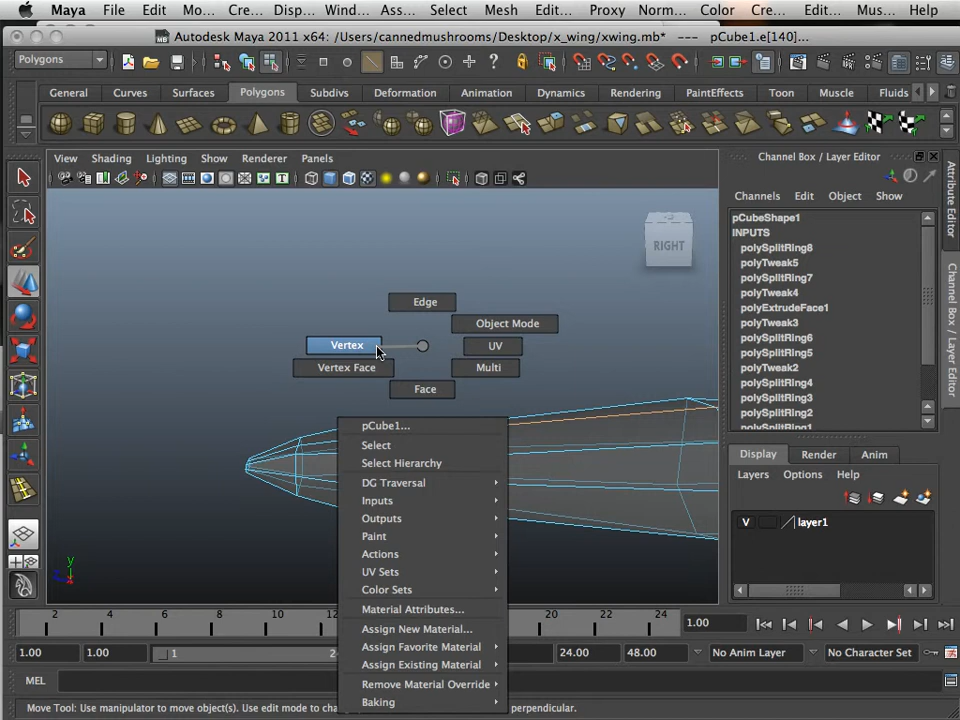 Maya File Edit Mo... Cre... Disp... Wind... Ass... Select Mesh Edit... Proxy Norm... Color Cre... Edit... Mus... Help
Autodesk Maya 2011 x64: /Users/cannedmushrooms/Desktop/x_wing/xwing.mb* --- pCube1.e[140]...
Polygons
General Curves Surfaces Polygons Subdivs Deformation Animation Dynamics Rendering PaintEffects Toon Muscle Fluids
View Shading Lighting Show Renderer Panels
RIGHT
Edge
Object Mode
Vertex
UV
Vertex Face
Multi
Face
pCube1...
Select
Select Hierarchy
DG Traversal
Inputs
Outputs
Paint
Actions
UV Sets
Color Sets
Material Attributes...
Assign New Material...
Assign Favorite Material
Assign Existing Material
Remove Material Override
Baking
y
Channel Box / Layer Editor
Channels Edit Object Show
pCubeShape1
INPUTS
polySplitRing8
polyTweak5
polySplitRing7
polyTweak4
polyExtrudeFace1
polyTweak3
polySplitRing6
polySplitRing5
polyTweak2
polySplitRing4
polySplitRing3
polySplitRing2
polySplitRing1
Attribute Editor
Channel Box / Layer Editor
Display Render Anim
Layers Options Help
V layer1
2 4 6 8 10 12 20 22 24
1.00
1.00 1.00 1 2 24.00 48.00 No Anim Layer No Character Set
MEL
Move Tool: Use manipulator to move object(s). Use edit mode to cha perpendicular.